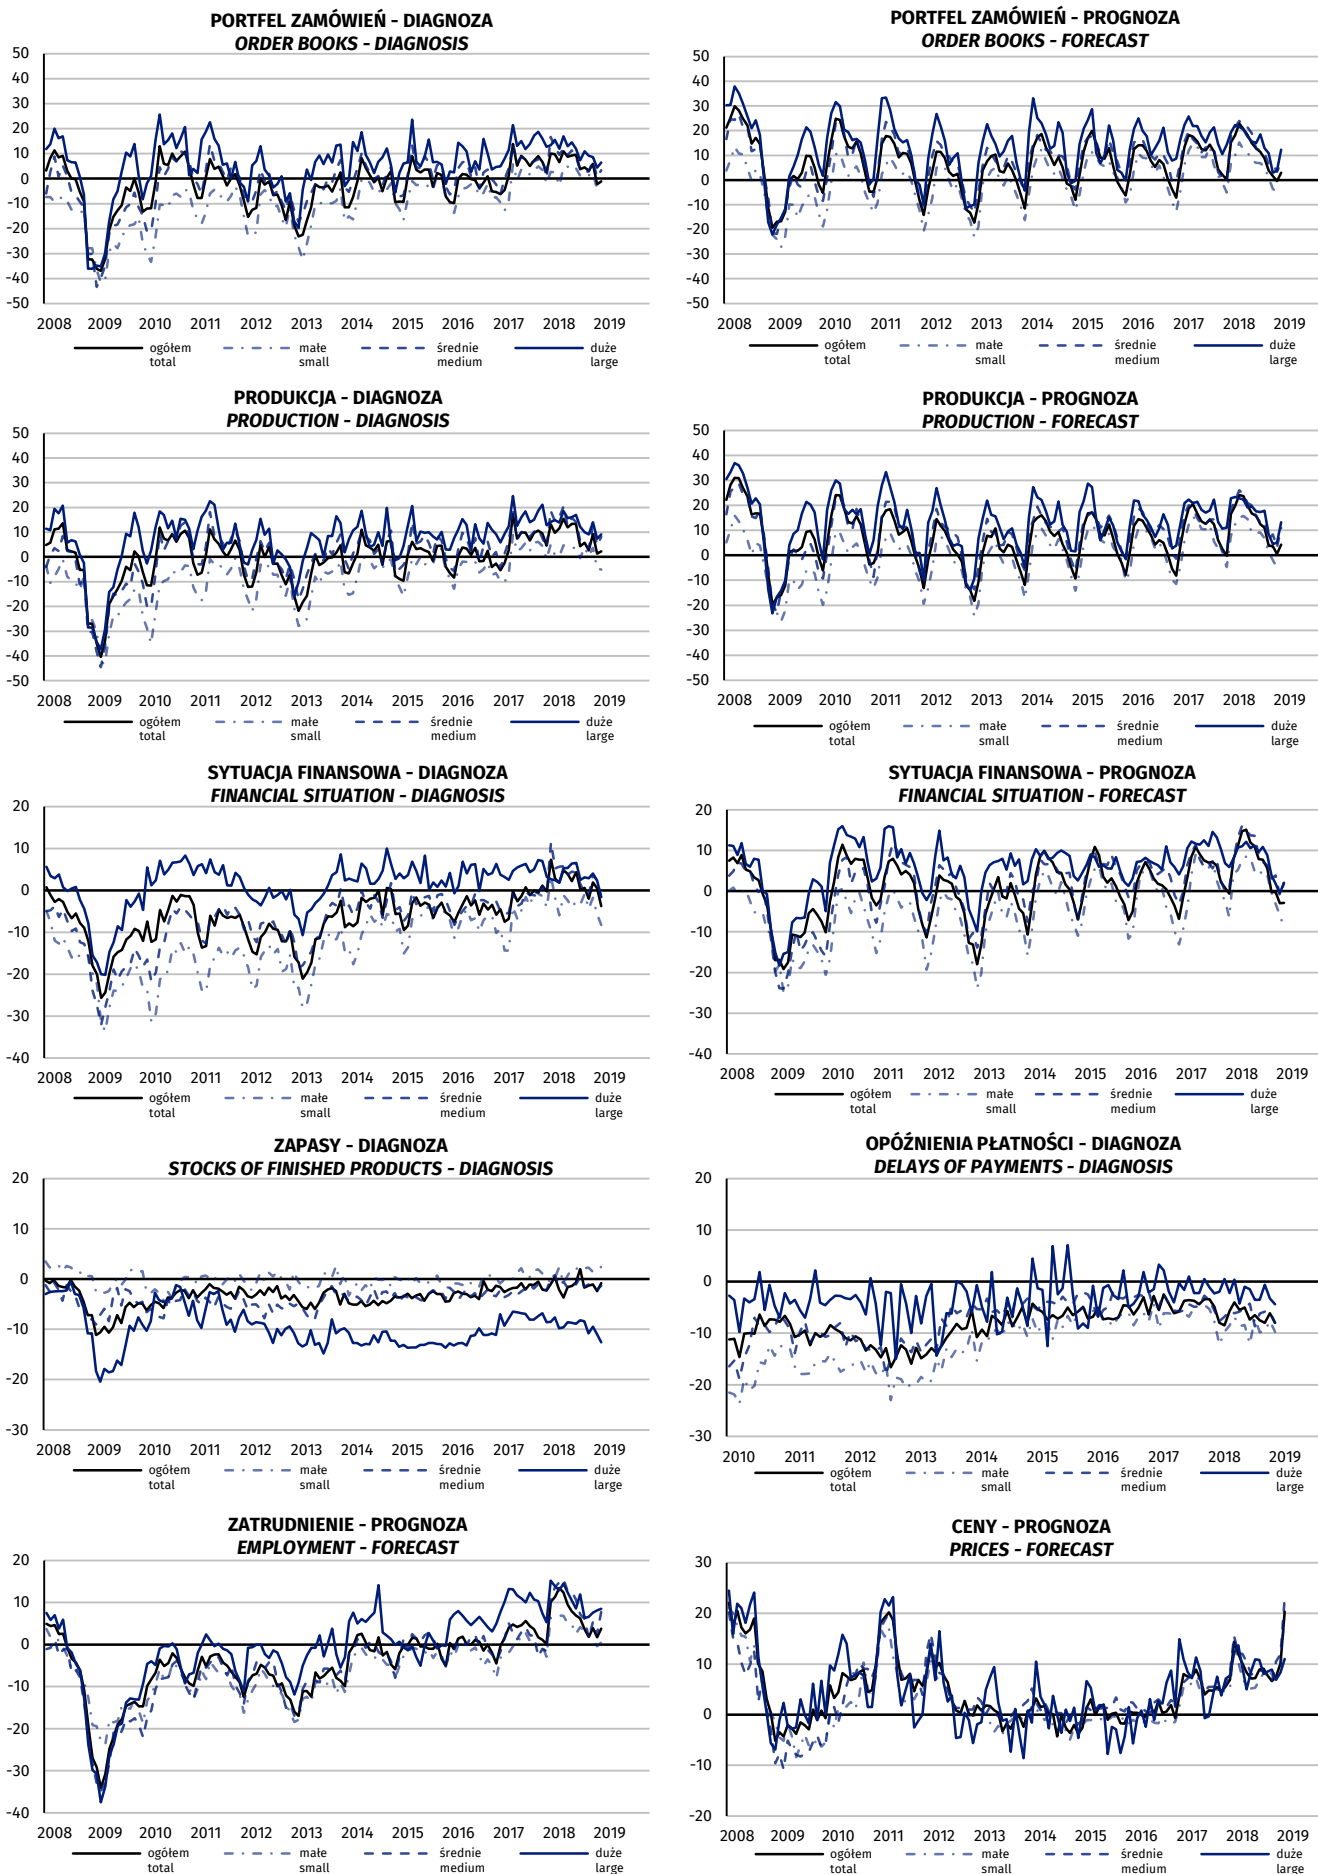 PORTFEL ZAMÓWIEŃ - DIAGNOZA
ORDER BOOKS - DIAGNOSIS
50
40
30
20
10
0
-10
-20
-30
-40
-50
2008 2009 2010 2011 2012 2013 2014 2015 2016 2017 2018 2019
ogółem małe średnie duże
total small medium large
PORTFEL ZAMÓWIEŃ - PROGNOZA
ORDER BOOKS - FORECAST
50
40
30
20
10
0
-10
-20
-30
-40
-50
2008 2009 2010 2011 2012 2013 2014 2015 2016 2017 2018 2019
ogółem małe średnie duże
total small medium large
PRODUKCJA - DIAGNOZA
PRODUCTION - DIAGNOSIS
50
40
30
20
10
0
-10
-20
-30
-40
-50
2008 2009 2010 2011 2012 2013 2014 2015 2016 2017 2018 2019
ogółem małe średnie duże
total small medium large
PRODUKCJA - PROGNOZA
PRODUCTION - FORECAST
50
40
30
20
10
0
-10
-20
-30
-40
-50
2008 2009 2010 2011 2012 2013 2014 2015 2016 2017 2018 2019
ogółem małe średnie duże
total small medium large
SYTUACJA FINANSOWA - DIAGNOZA
FINANCIAL SITUATION - DIAGNOSIS
20
10
0
-10
-20
-30
-40
2008 2009 2010 2011 2012 2013 2014 2015 2016 2017 2018 2019
ogółem małe średnie duże
total small medium large
SYTUACJA FINANSOWA - PROGNOZA
FINANCIAL SITUATION - FORECAST
20
10
0
-10
-20
-30
-40
2008 2009 2010 2011 2012 2013 2014 2015 2016 2017 2018 2019
ogółem małe średnie duże
total small medium large
ZAPASY - DIAGNOZA
STOCKS OF FINISHED PRODUCTS - DIAGNOSIS
20
10
0
-10
-20
-30
2008 2009 2010 2011 2012 2013 2014 2015 2016 2017 2018 2019
ogółem małe średnie duże
total small medium large
OPÓŹNIENIA PŁATNOŚCI - DIAGNOZA
DELAYS OF PAYMENTS - DIAGNOSIS
20
10
0
-10
-20
-30
2010 2011 2012 2013 2014 2015 2016 2017 2018 2019
ogółem małe średnie duże
total small medium large
ZATRUDNIENIE - PROGNOZA
EMPLOYMENT - FORECAST
20
10
0
-10
-20
-30
-40
2008 2009 2010 2011 2012 2013 2014 2015 2016 2017 2018 2019
ogółem małe średnie duże
total small medium large
CENY - PROGNOZA
PRICES - FORECAST
30
20
10
0
-10
-20
2008 2009 2010 2011 2012 2013 2014 2015 2016 2017 2018 2019
ogółem małe średnie duże
total small medium large